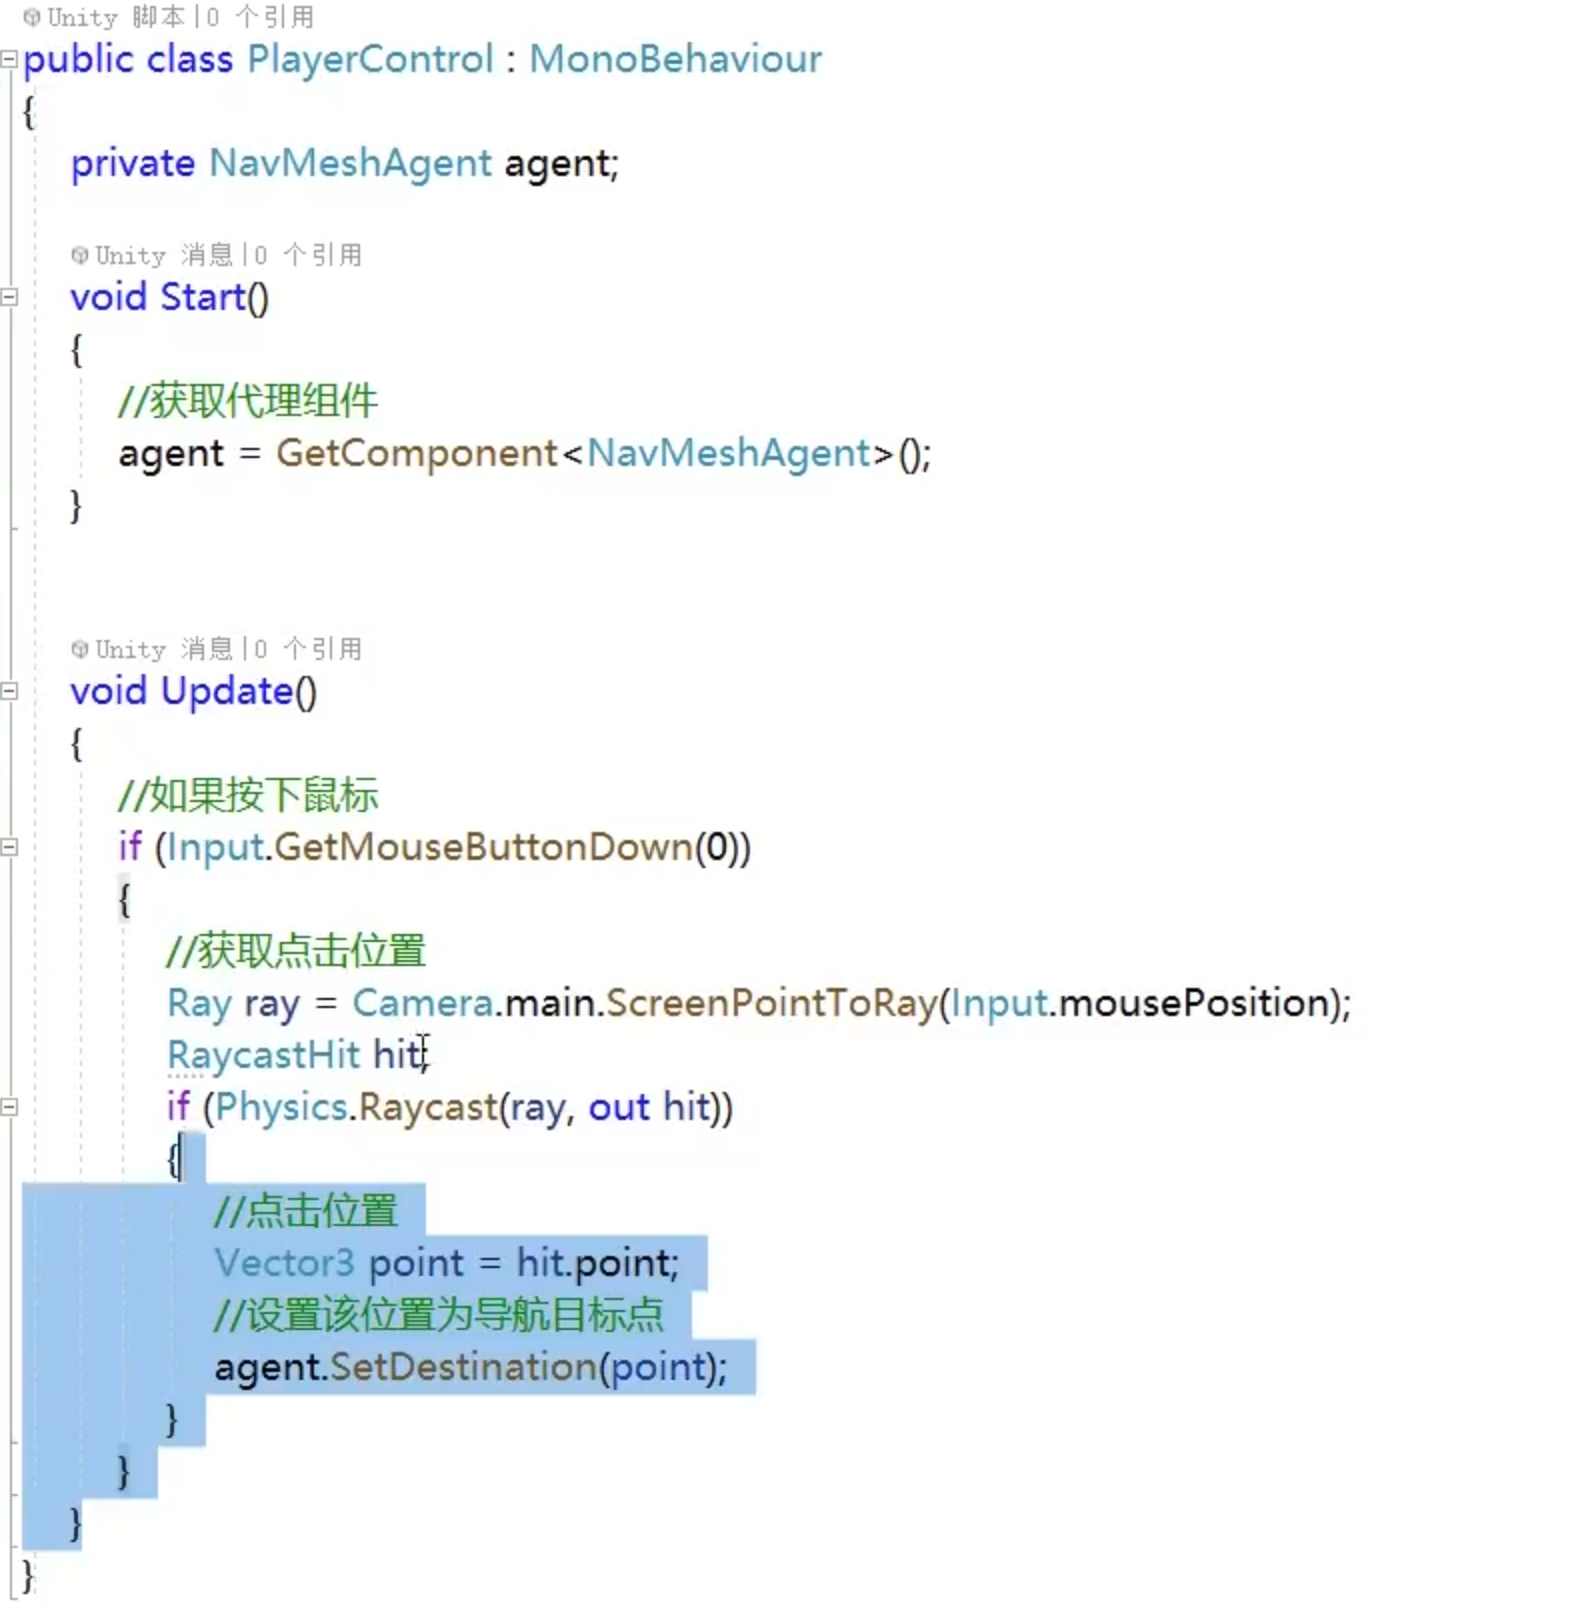 Unity 脚本|0 个引用
public class PlayerControl : MonoBehaviour
{
private NavMeshAgent agent;
Unity 消息|0 个引用
void Start()
{
//获取代理组件
agent = GetComponent<NavMeshAgent>();
}
Unity 消息|0 个引用
void Update()
{
//如果按下鼠标
if (Input.GetMouseButtonDown(0))
{
//获取点击位置
Ray ray = Camera.main.ScreenPointToRay(Input.mousePosition);
RaycastHit hit;
if (Physics.Raycast(ray, out hit))
{
//点击位置
Vector3 point = hit.point;
//设置该位置为导航目标点
agent.SetDestination(point);
}
}
}
}